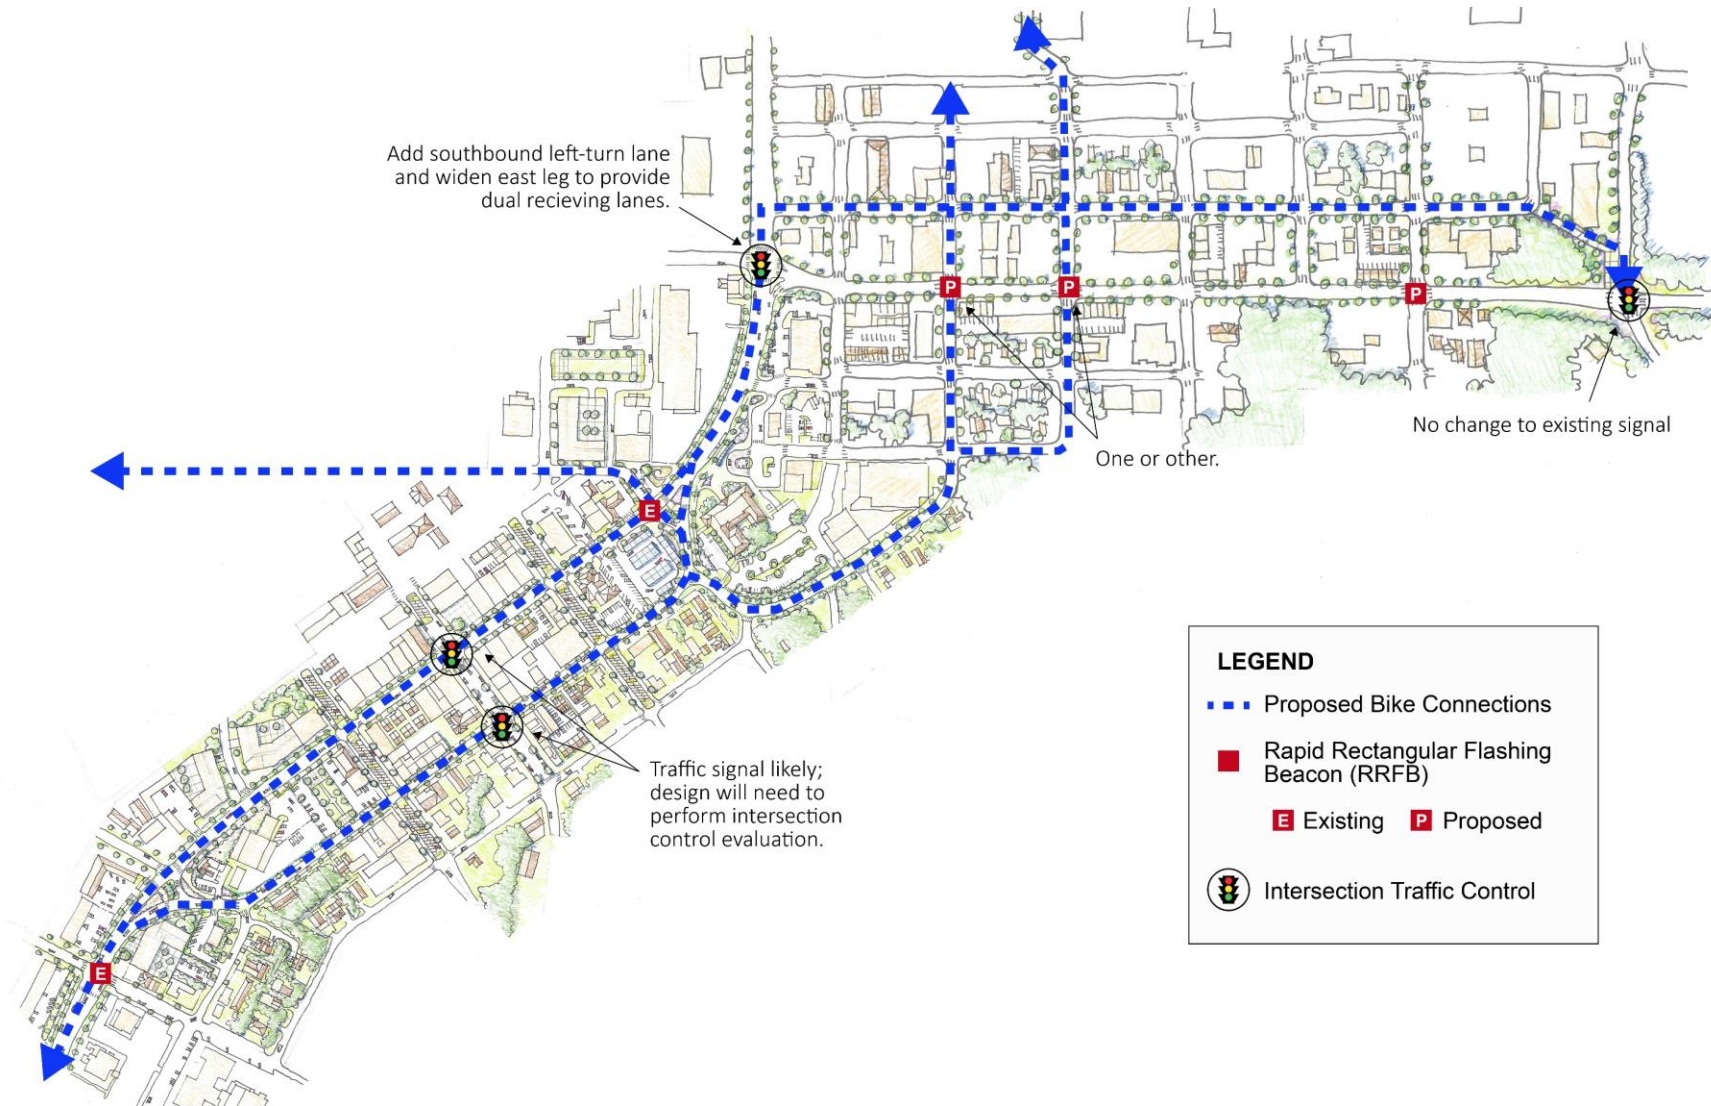 Add southbound left-turn lane
and widen east leg to provide
dual recieving lanes.
P
P
P
No change to existing signal
One or other.
E
Traffic signal likely;
design will need to
perform intersection
control evaluation.
E
LEGEND
Proposed Bike Connections
Rapid Rectangular Flashing
Beacon (RRFB)
E Existing P Proposed
Intersection Traffic Control